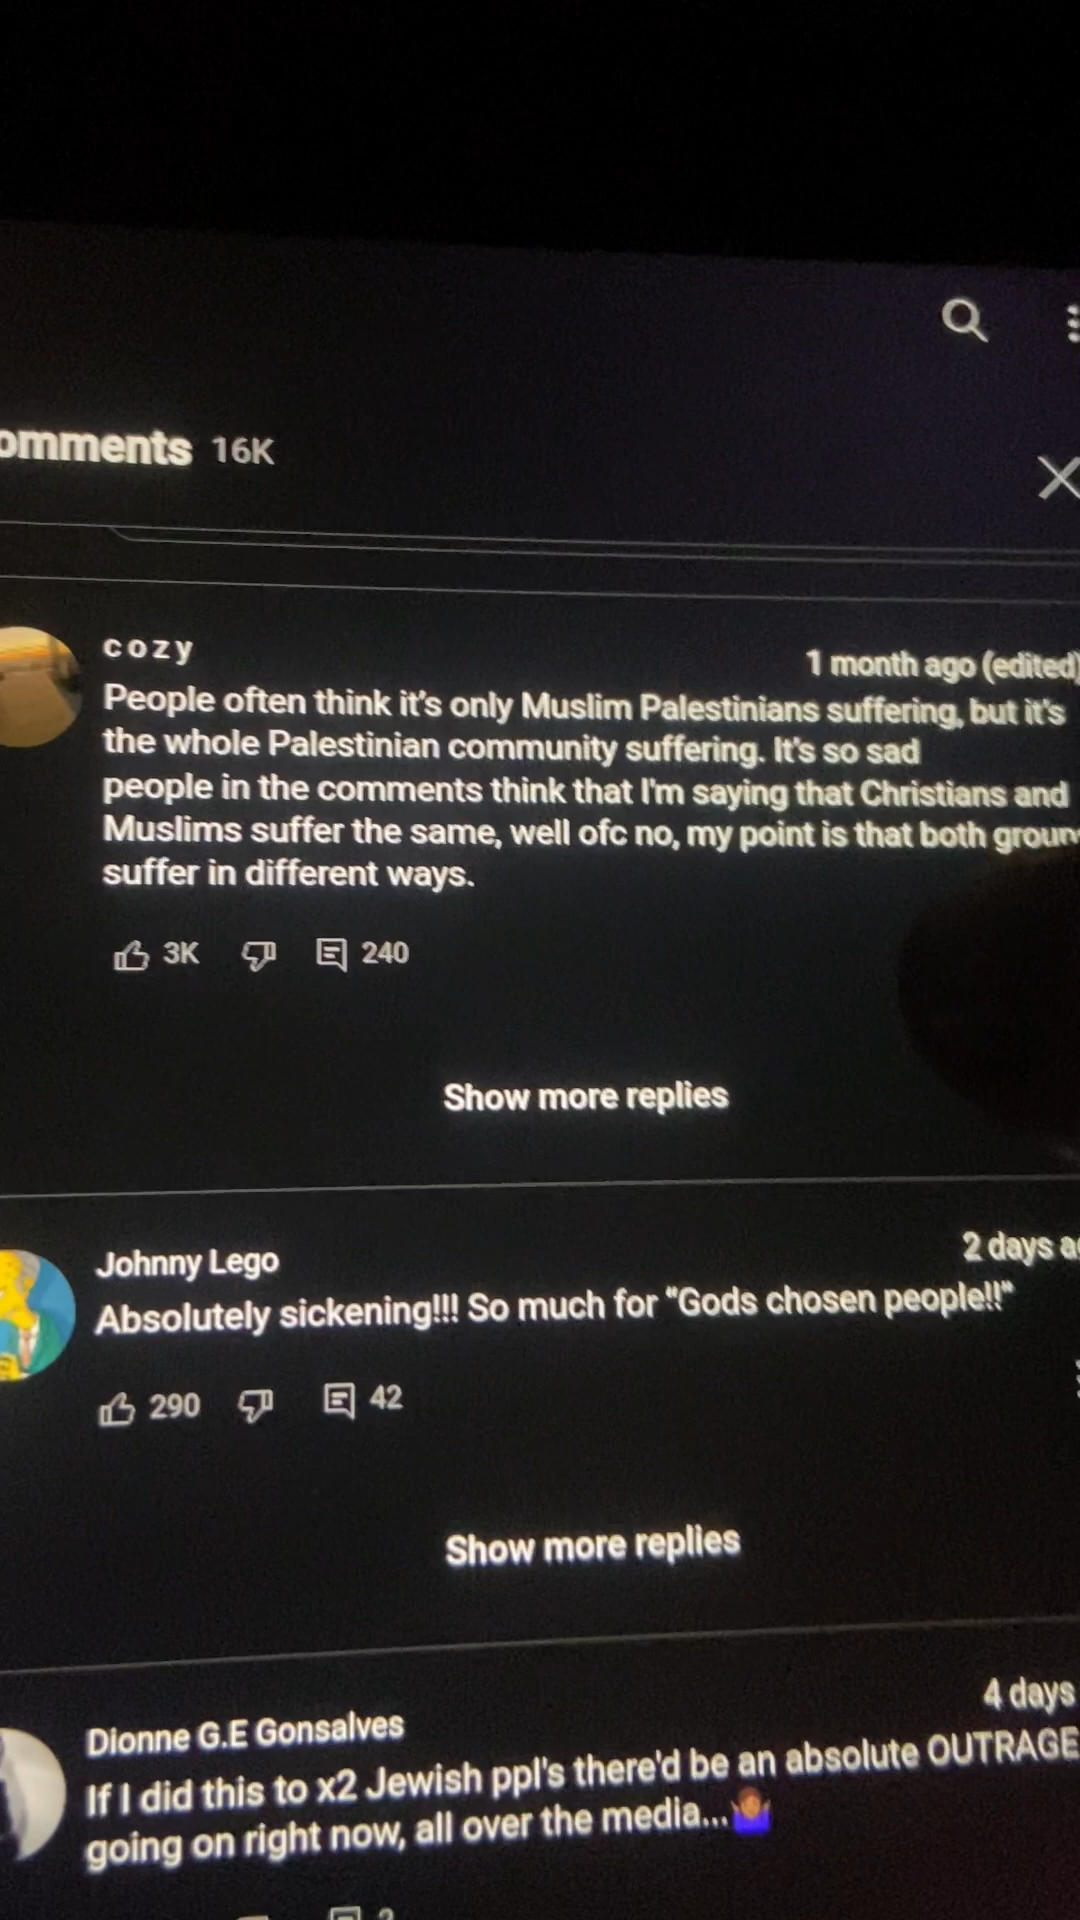 omments 16K
cozy
1 month ago (edited)
People often think it's only Muslim Palestinians suffering, but it's
the whole Palestinian community suffering. It's so sad
people in the comments think that I'm saying that Christians and
Muslims suffer the same, well ofc no, my point is that both
suffer in different ways.
3K 240
Show more replies
Johnny Lego
2 days
Absolutely sickening!!! So much for "Gods chosen people!!"
290 42
Show more replies
Dionne G.E Gonsalves
4 days
If I did this to x2 Jewish ppl's there'd be an absolute OUTRAGE
going on right now, all over the media...🤷🏽‍♀️